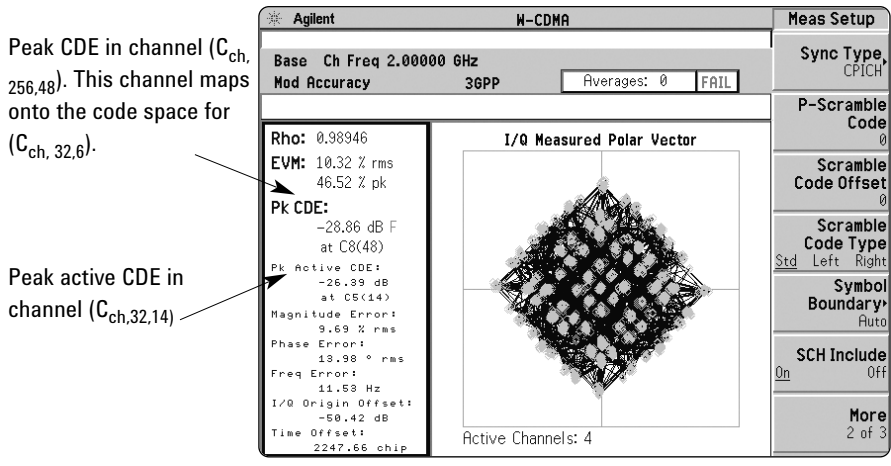 Peak CDE in channel (Cch,
256,48). This channel maps
onto the code space for
(Cch, 32,6).
Peak active CDE in
channel (Cch,32,14)
Agilent
W-CDMA
Base Ch Freq 2.00000 GHz
Mod Accuracy 3GPP Averages: 0 FAIL
Rho: 0.98946
EVM: 10.32 % rms
46.52 % pk
Pk CDE:
-28.86 dB F
at C8(48)
Pk Active CDE:
-26.39 dB
at C5(14)
Magnitude Error:
9.69 % rms
Phase Error:
13.98 ° rms
Freq Error:
11.53 Hz
I/Q Origin Offset:
-50.42 dB
Time Offset:
2247.66 chip
I/Q Measured Polar Vector
Active Channels: 4
Meas Setup
Sync Type
CPICH
P-Scramble
Code
0
Scramble
Code Offset
0
Scramble
Code Type
Std Left Right
Symbol
Boundary
Auto
SCH Include
On Off
More
2 of 3